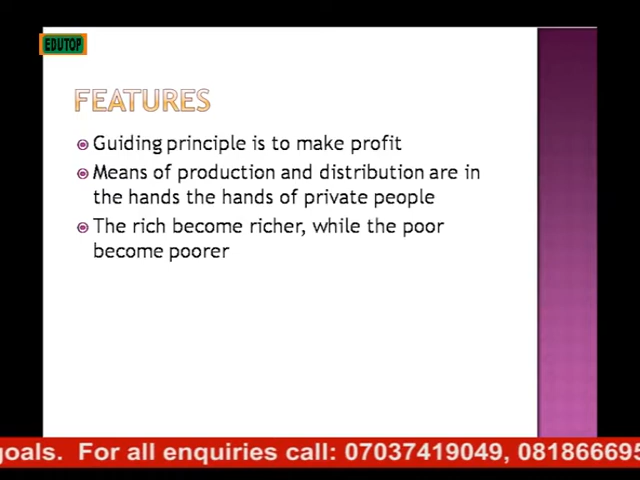 EDUTOP
FEATURES
Guiding principle is to make profit
Means of production and distribution are in
the hands the hands of private people
The rich become richer, while the poor
become poorer
goals. For all enquiries call: 07037419049, 081866695